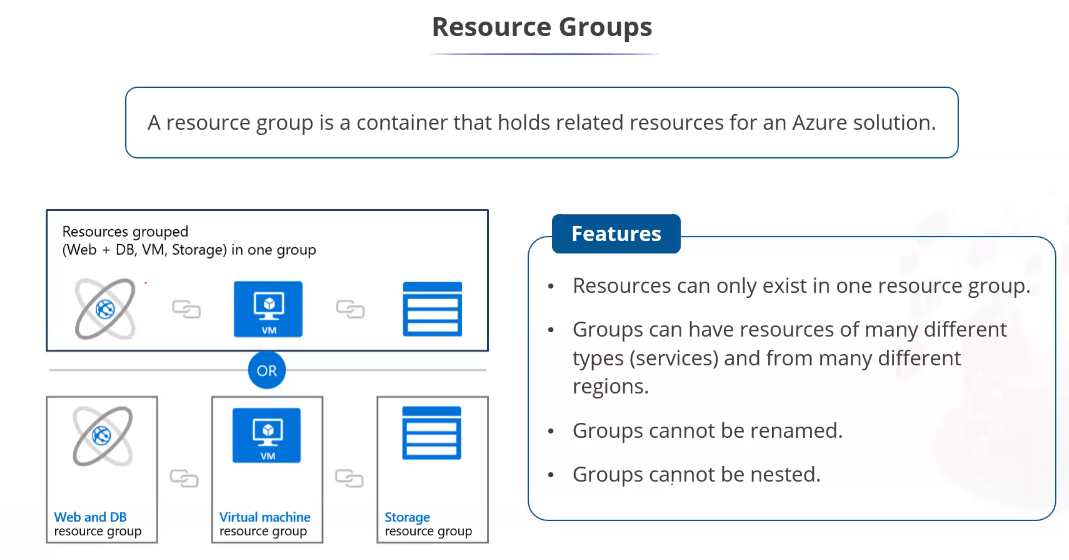 Resource Groups
A resource group is a container that holds related resources for an Azure solution.
Resources grouped
(Web + DB, VM, Storage) in one group
VM
OR
VM
Web and DB
resource group
Virtual machine
resource group
Storage
resource group
Features
• Resources can only exist in one resource group.
• Groups can have resources of many different
types (services) and from many different
regions.
• Groups cannot be renamed.
• Groups cannot be nested.